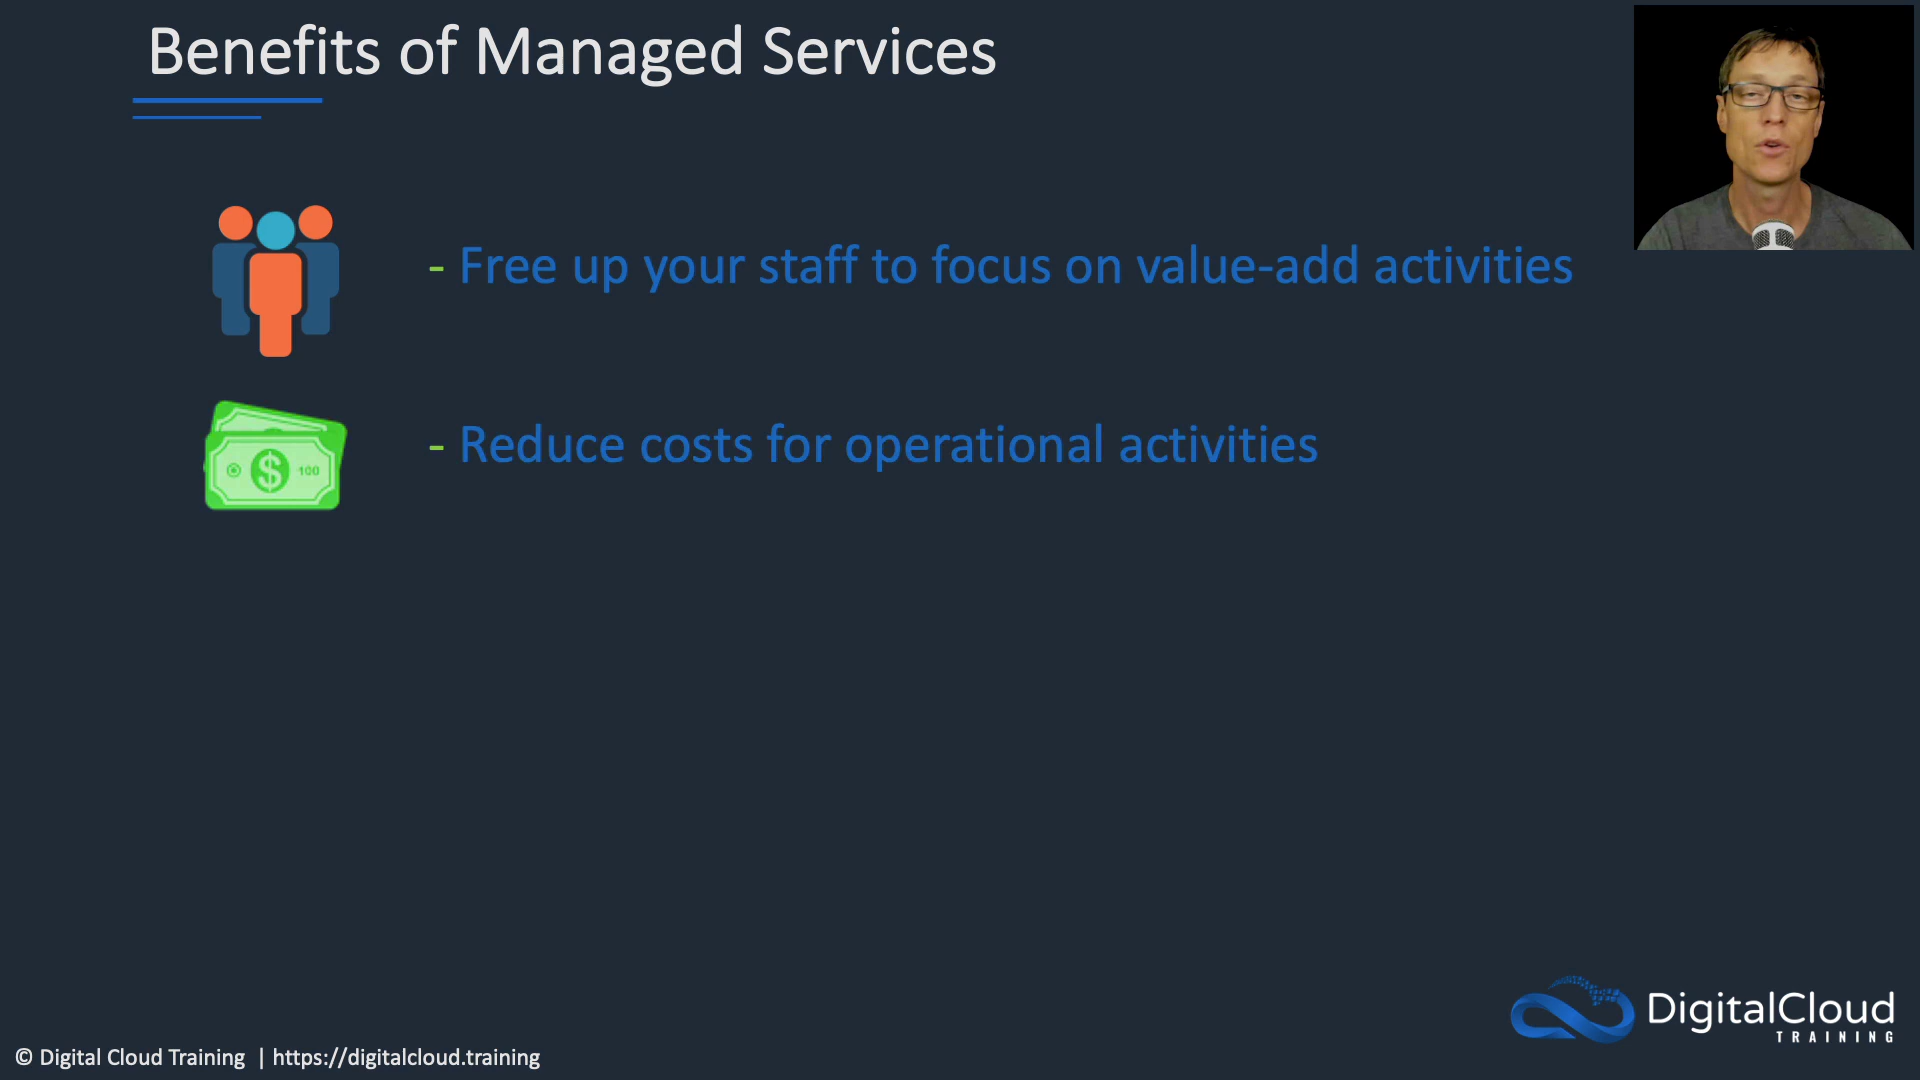 Benefits of Managed Services
- Free up your staff to focus on value-add activities
$ 100
- Reduce costs for operational activities
DigitalCloud
TRAINING
© Digital Cloud Training | https://digitalcloud.training